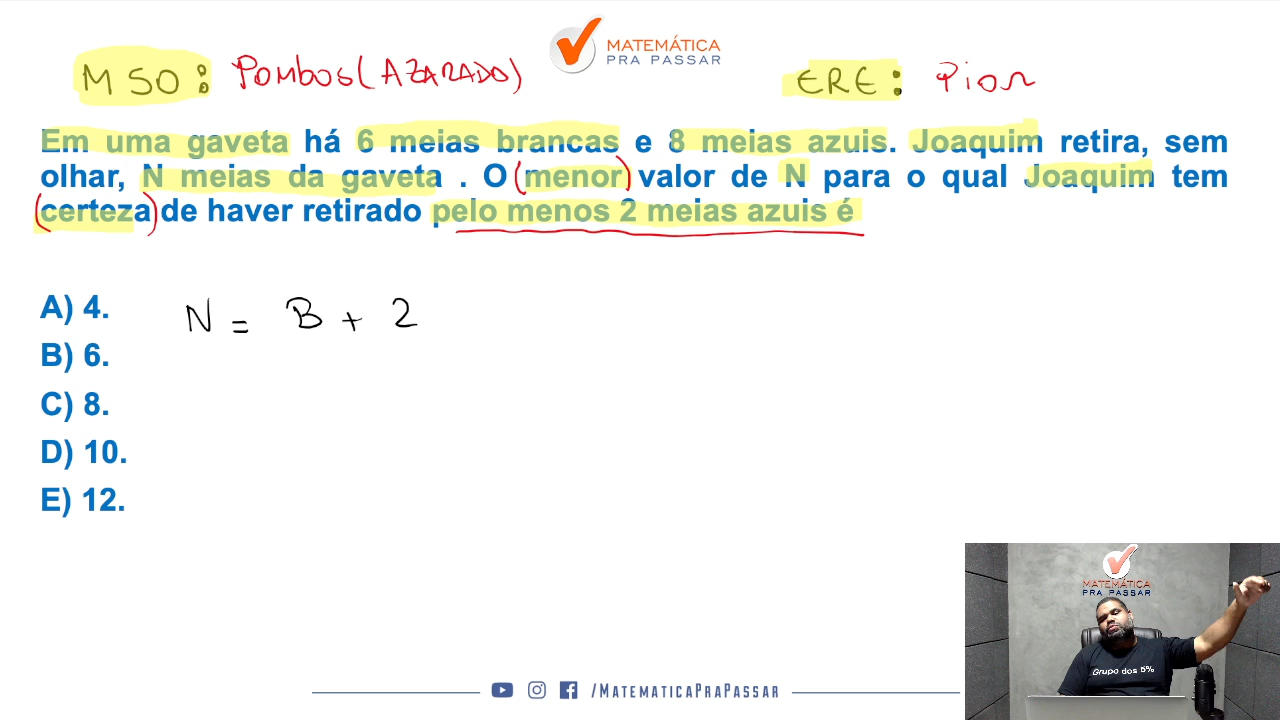 MATEMÁTICA
PRA PASSAR
MSO: POMBOS (AZARADO)
ERE: Pior
Em uma gaveta há 6 meias brancas e 8 meias azuis. Joaquim retira, sem
olhar, N meias da gaveta . O (menor) valor de N para o qual Joaquim tem
(certeza) de haver retirado pelo menos 2 meias azuis é
A) 4.
N = B + 2
B) 6.
C) 8.
D) 10.
E) 12.
MATEMÁTICA
PRA PASSAR
Grupo dos 5%
/MATEMATICAPRAPASSAR